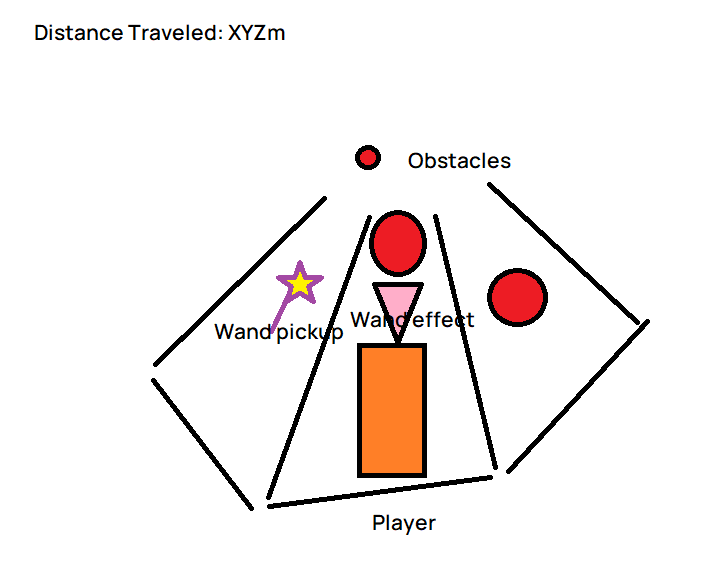 Distance Traveled: XYZm
Obstacles
Wand effect
Wand pickup
Player